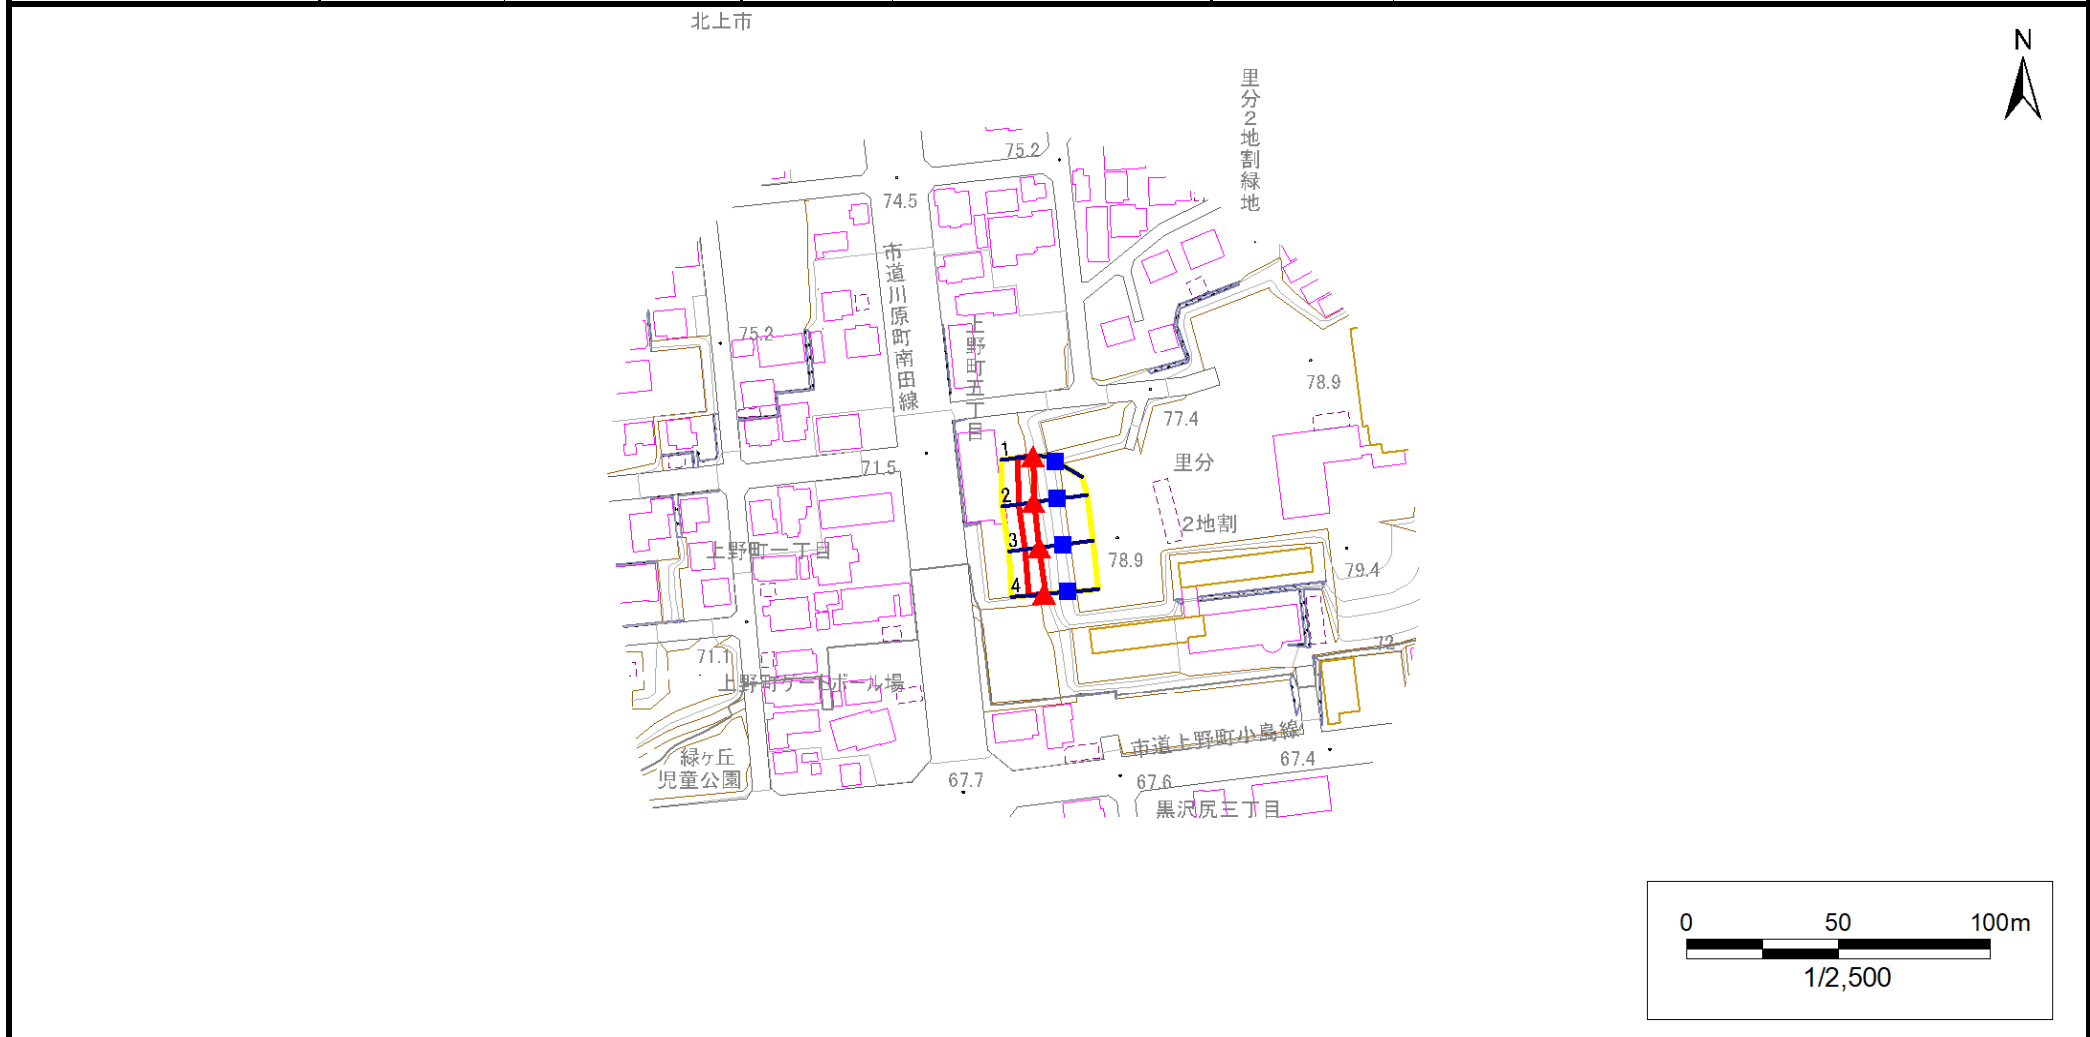 北上市
N
里分2地割緑地
75.2
74.5
市道川原町南田線
75.2
上野町五丁目
78.9
77.4
1
里分
71.5
2
2地割
3
上野町一丁目
78.9
79.4
4
72
71.1
上野町ゲートボール場
市道上野町小鳥線
緑ヶ丘
児童公園
67.4
67.7
67.6
黒沢尻三丁目
0 50 100m
1/2,500